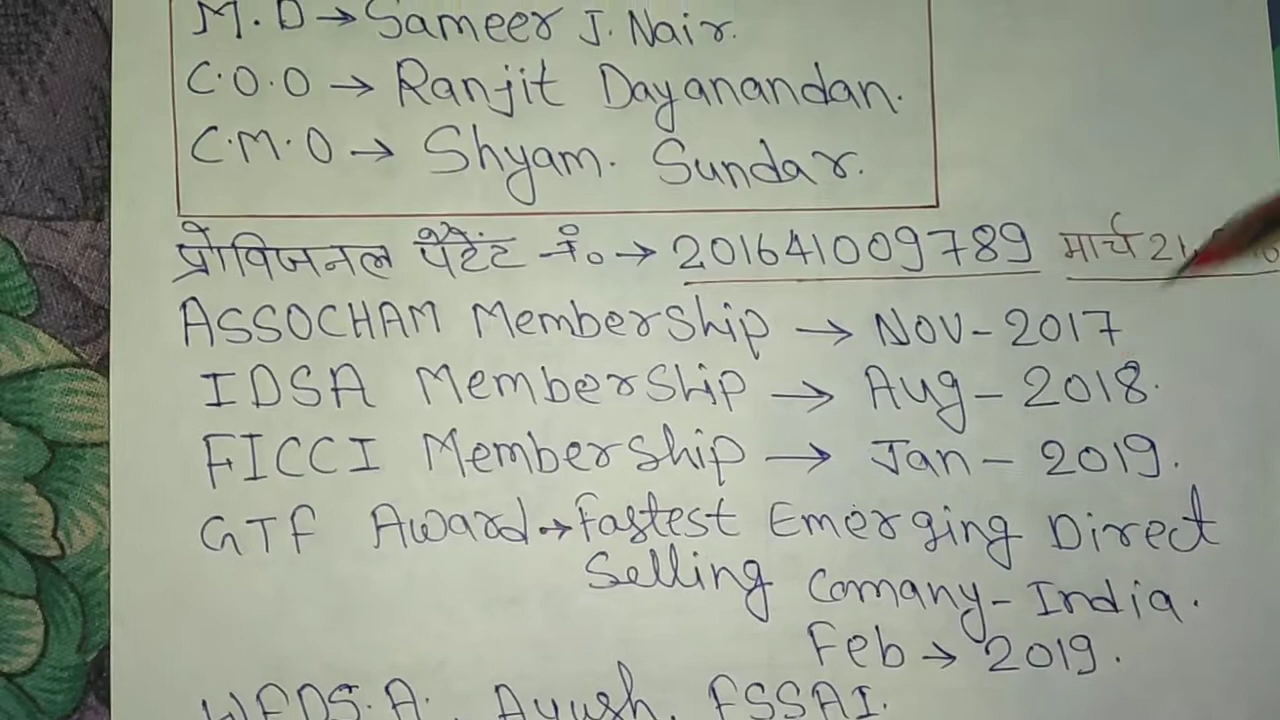 M.D → Sameer J. Nair.
C.O.O → Ranjit Dayanandan.
C.M.O → Shyam. Sundar.
प्रोविजनल पैटेंट नं० → 201641009789 मार्च 21
ASSOCHAM Membership → Nov-2017
IDSA Membership → Aug-2018.
FICCI Membership → Jan-2019.
GTF Award → Fastest Emerging Direct
Selling Comany-India.
Feb → 2019.
Ayush, FSSAI.